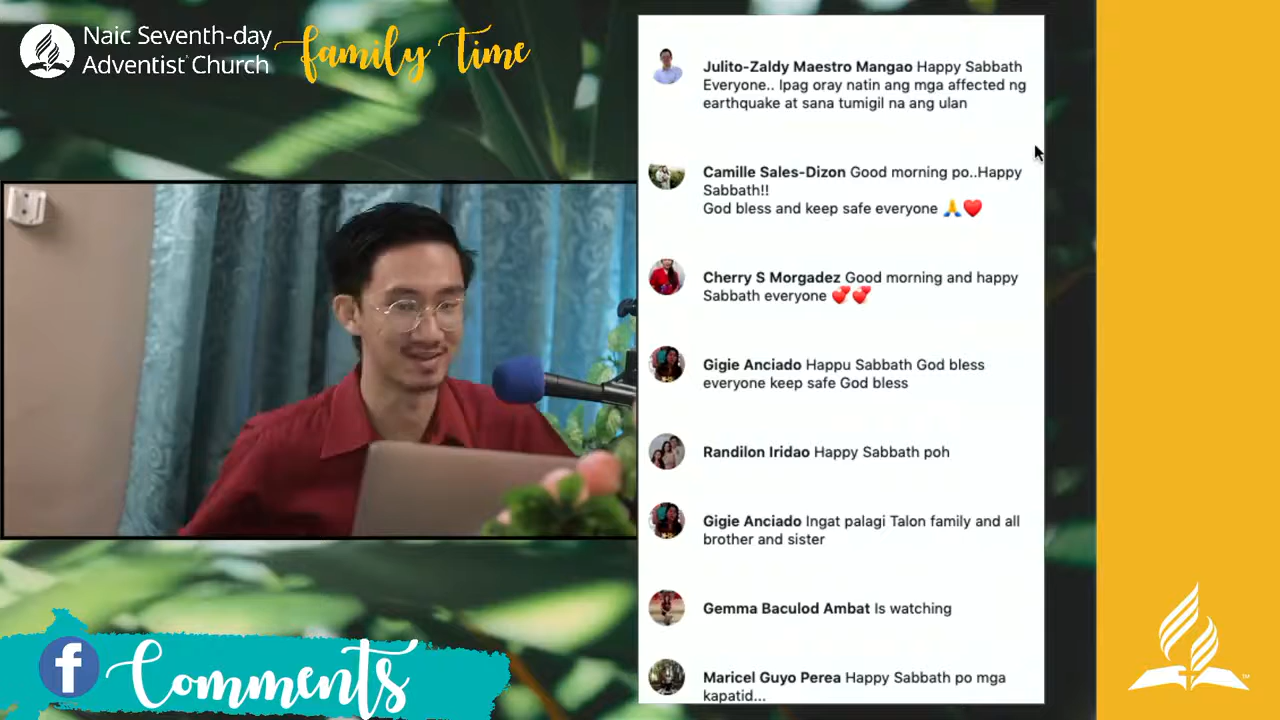 Naic Seventh-day
Adventist Church
family time
Julito-Zaldy Maestro Mangao Happy Sabbath
Everyone.. Ipag oray natin ang mga affected ng
earthquake at sana tumigil na ang ulan
Camille Sales-Dizon Good morning po..Happy
Sabbath!!
God bless and keep safe everyone 🙏❤️
Cherry S Morgadez Good morning and happy
Sabbath everyone 💕💕
Gigie Anciado Happu Sabbath God bless
everyone keep safe God bless
Randilon Iridao Happy Sabbath poh
Gigie Anciado Ingat palagi Talon family and all
brother and sister
Gemma Baculod Ambat Is watching
Maricel Guyo Perea Happy Sabbath po mga
kapatid...
f Comments